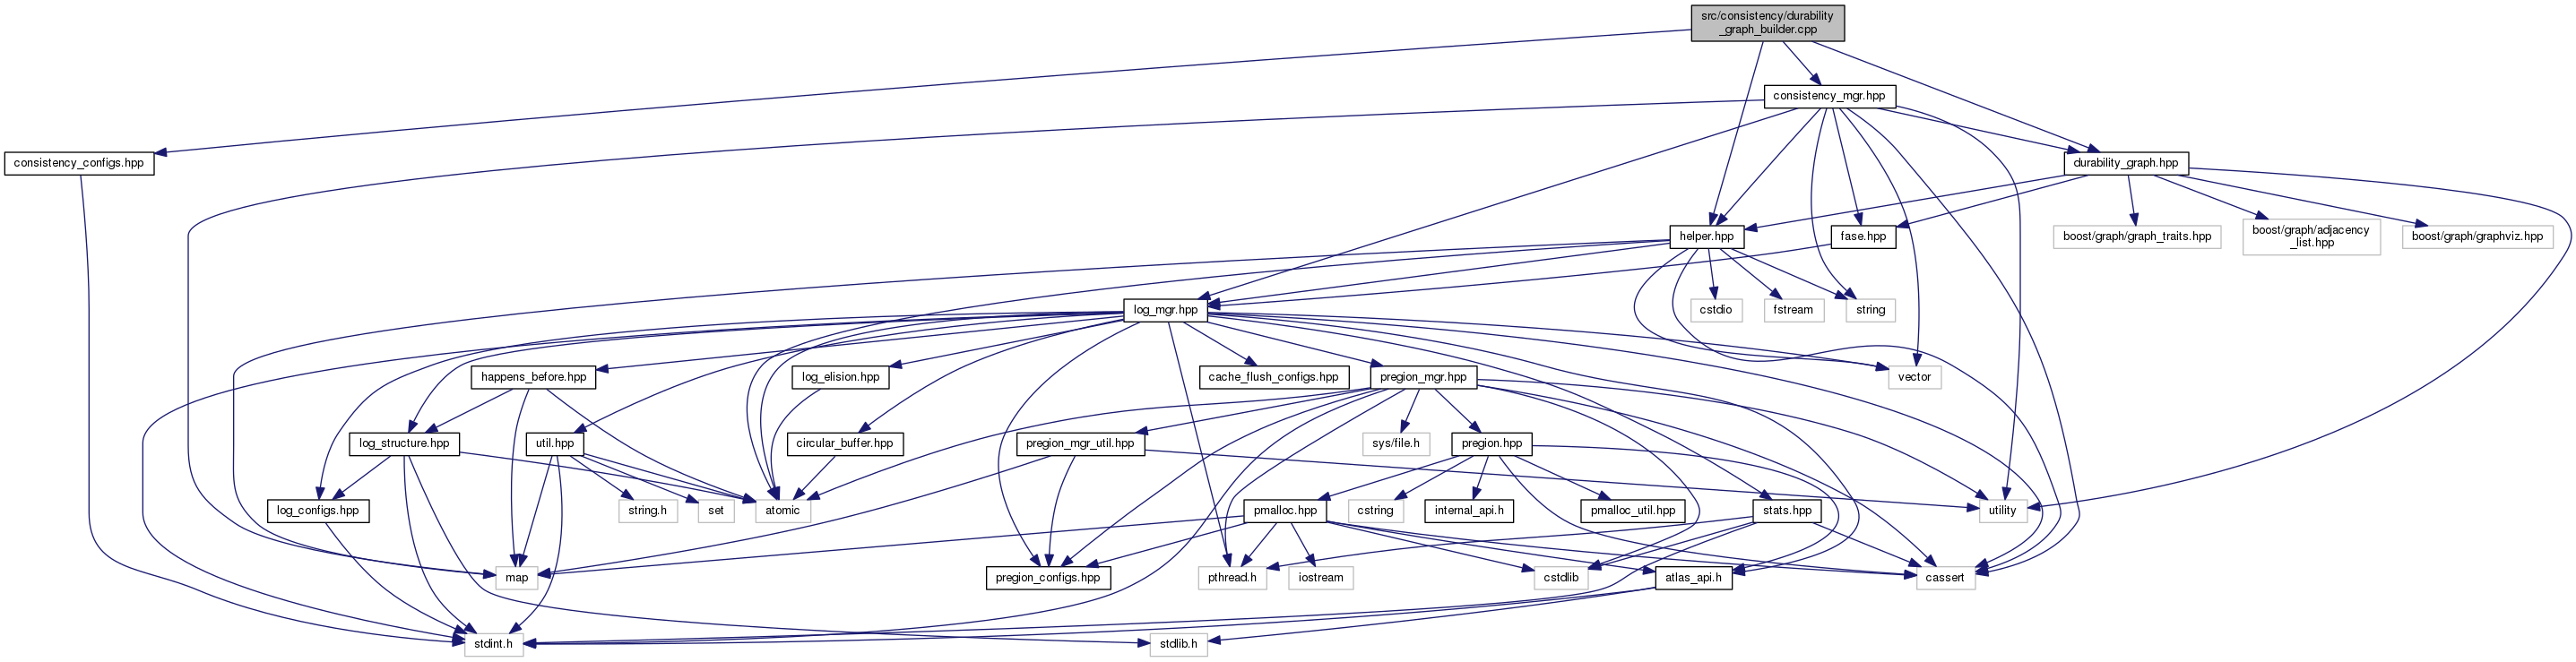 src/consistency/durability
_graph_builder.cpp
consistency_mgr.hpp
consistency_configs.hpp
durability_graph.hpp
helper.hpp
fase.hpp
boost/graph/graph_traits.hpp
boost/graph/adjacency
_list.hpp
boost/graph/graphviz.hpp
log_mgr.hpp
cstdio
fstream
string
happens_before.hpp
log_elision.hpp
cache_flush_configs.hpp
pregion_mgr.hpp
vector
log_structure.hpp
util.hpp
circular_buffer.hpp
pregion_mgr_util.hpp
sys/file.h
pregion.hpp
log_configs.hpp
string.h
set
atomic
pmalloc.hpp
cstring
internal_api.h
pmalloc_util.hpp
stats.hpp
utility
map
pregion_configs.hpp
pthread.h
iostream
cstdlib
atlas_api.h
cassert
stdint.h
stdlib.h